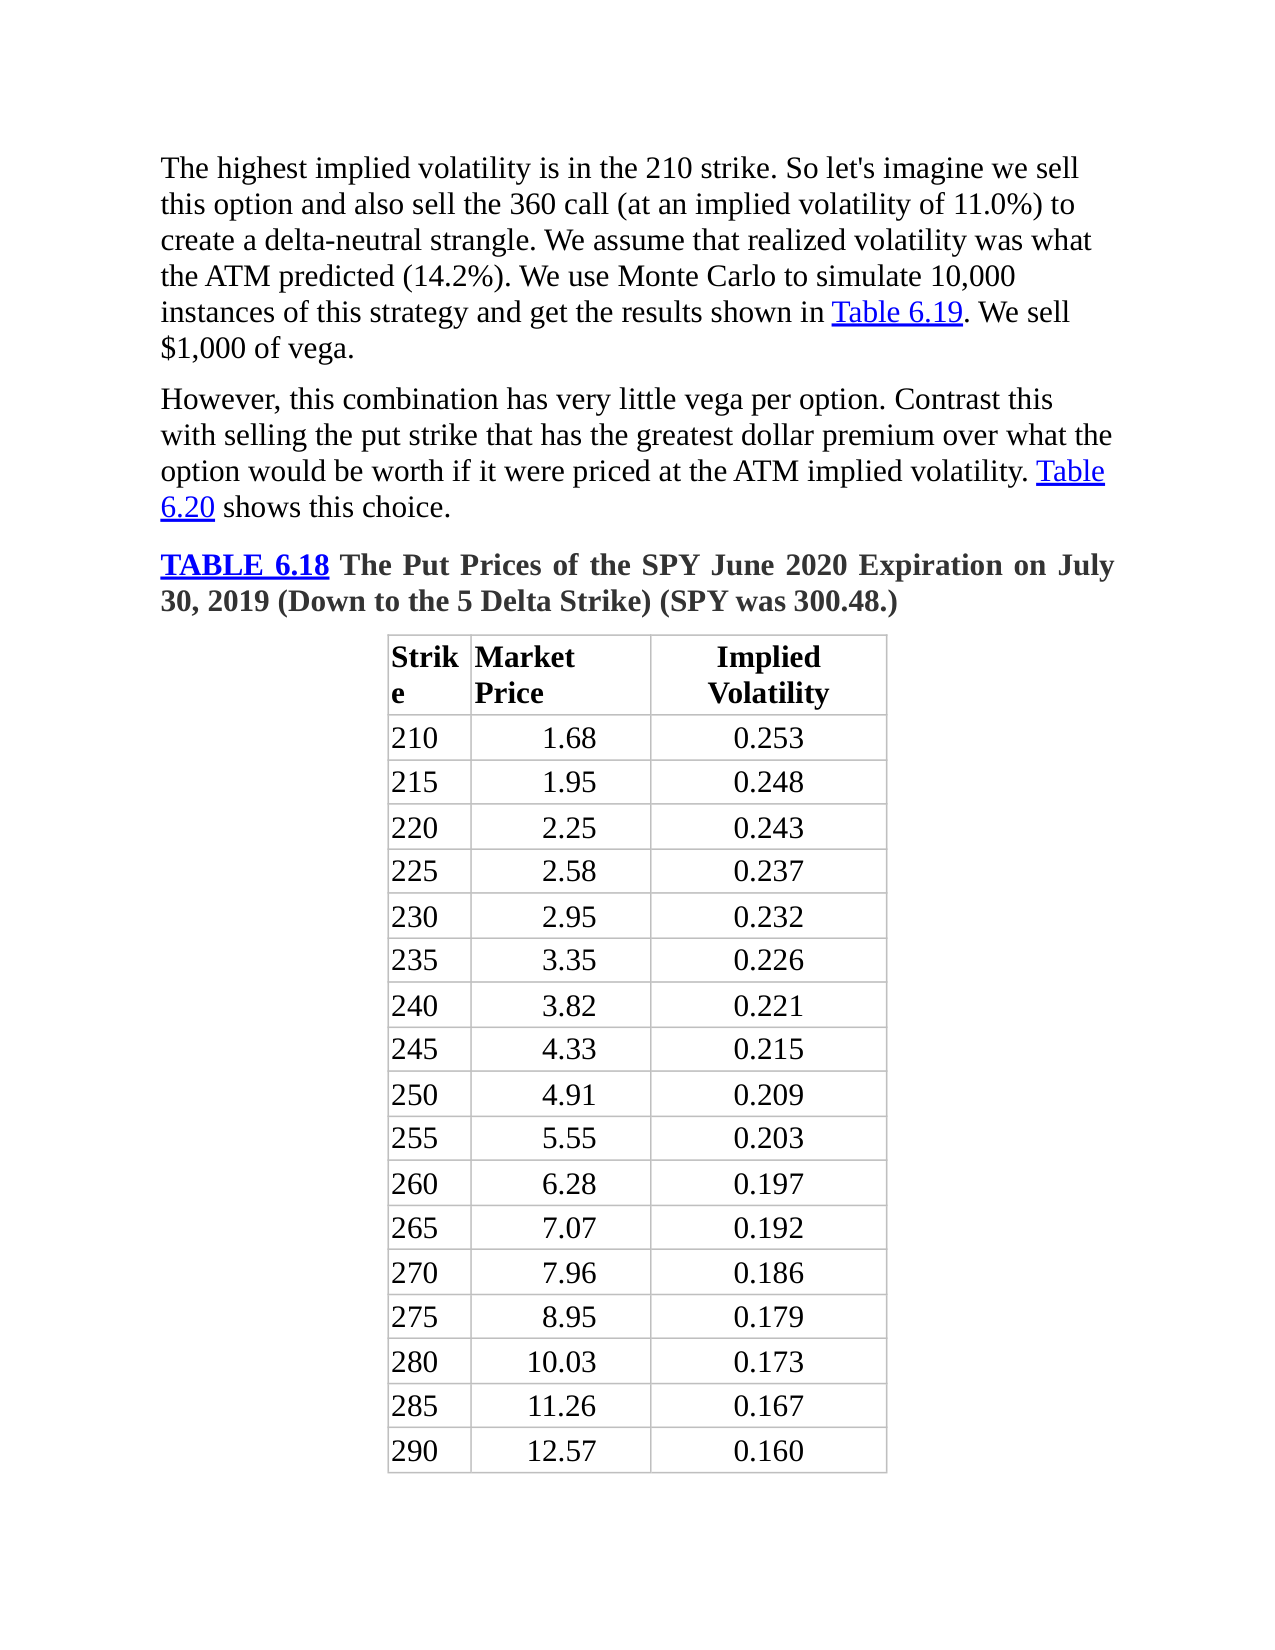 The highest implied volatility is in the 210 strike. So let's imagine we sell
this option and also sell the 360 call (at an implied volatility of 11.0%) to
create a delta-neutral strangle. We assume that realized volatility was what
the ATM predicted (14.2%). We use Monte Carlo to simulate 10,000
instances of this strategy and get the results shown in Table 6.19. We sell
$1,000 of vega.
However, this combination has very little vega per option. Contrast this
with selling the put strike that has the greatest dollar premium over what the
option would be worth if it were priced at the ATM implied volatility. Table
6.20 shows this choice.
TABLE 6.18 The Put Prices of the SPY June 2020 Expiration on July
30, 2019 (Down to the 5 Delta Strike) (SPY was 300.48.)
Strik Market Implied
e Price Volatility
210 1.68 0.253
215 1.95 0.248
220 2.25 0.243
225 2.58 0.237
230 2.95 0.232
235 3.35 0.226
240 3.82 0.221
245 4.33 0.215
250 4.91 0.209
255 5.55 0.203
260 6.28 0.197
265 7.07 0.192
270 7.96 0.186
275 8.95 0.179
280 10.03 0.173
285 11.26 0.167
290 12.57 0.160